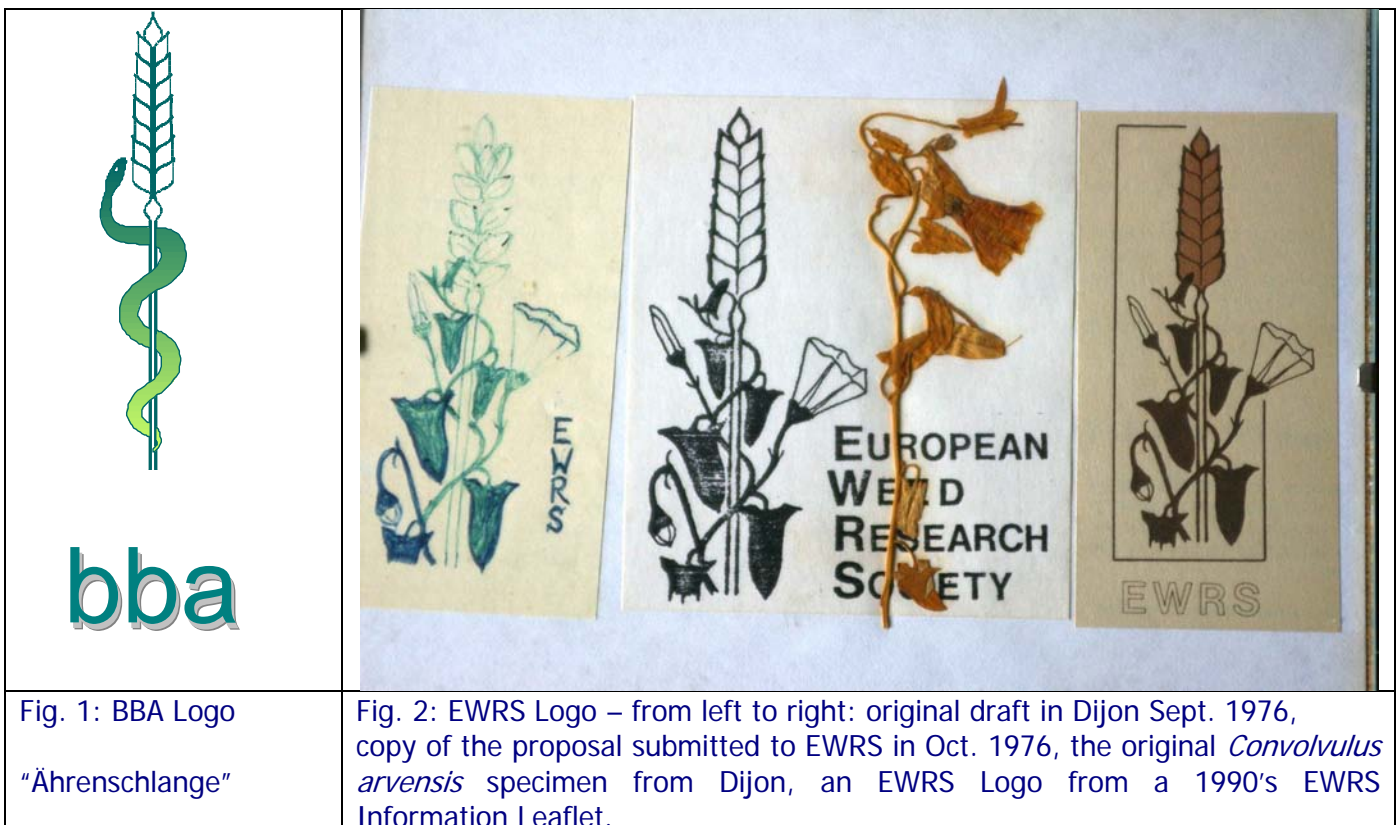 bba
EWRS
EUROPEAN
WEED
RESEARCH
SOCIETY
EWRS
Fig. 1: BBA Logo
“Ährenschlange”
Fig. 2: EWRS Logo – from left to right: original draft in Dijon Sept. 1976,
copy of the proposal submitted to EWRS in Oct. 1976, the original Convolvulus
arvensis specimen from Dijon, an EWRS Logo from a 1990's EWRS
Information Leaflet.